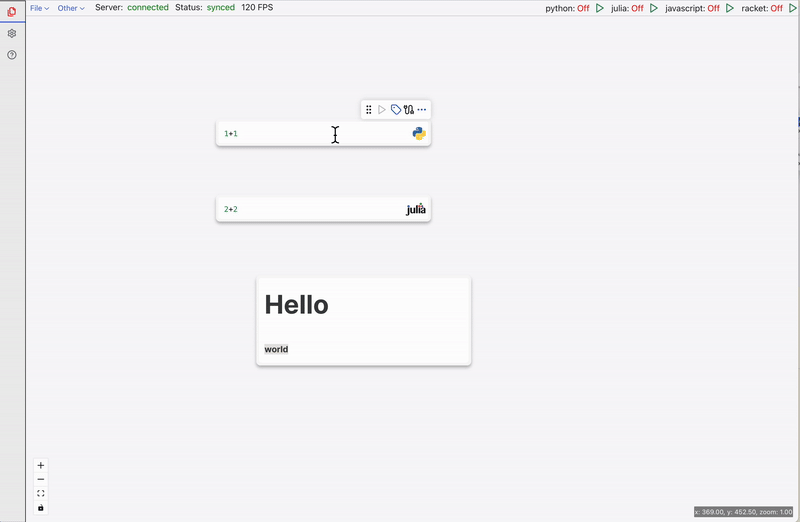 File Other Server: connected Status: synced 120 FPS python: Off julia: Off javascript: Off racket: Off
1+1
2+2 julia
Hello
world
x: 369.00, y: 452.50, zoom: 1.00